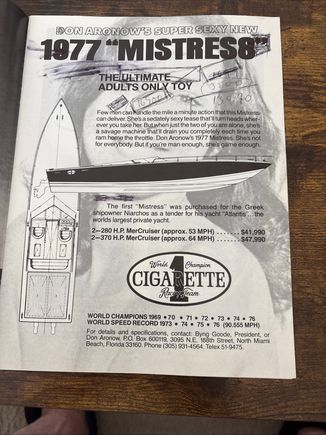 DON ARONOW'S SUPER SEXY NEW
1977 "MISTRESS"
THE ULTIMATE
ADULTS ONLY TOY
Few men can handle the mile a minute action that this Mistress
can deliver. She's a sedately sexy tease that'll turn heads wher-
ever you take her. But when just the two of you are alone, she's
a savage machine that'll drain you completely each time you
ram home the throttle. Don Aronow's 1977 Mistress. She's not
for everybody. But if you're man enough, she's game enough.
The first "Mistress" was purchased for the Greek
shipowner Niarchos as a tender for his yacht "Atlantis"...the
worlds largest private yacht.
2—280 H.P. MerCruiser (approx. 53 MPH) ....... $41,990
2—370 H.P. MerCruiser (approx. 64 MPH) ....... $47,990
World Champion
1
CIGARETTE
Racing Team
WORLD CHAMPIONS 1969 • 70 • 71 • 72 • 73 • 74 • 76
WORLD SPEED RECORD 1973 • 74 • 75 • 76 (90.555 MPH)
For details and specifications, contact: Byng Goode, President, or
Don Aronow, P.O. Box 600119, 3095 N.E. 188th Street, North Miami
Beach, Florida 33160. Phone (305) 931-4564. Telex 51-9475.